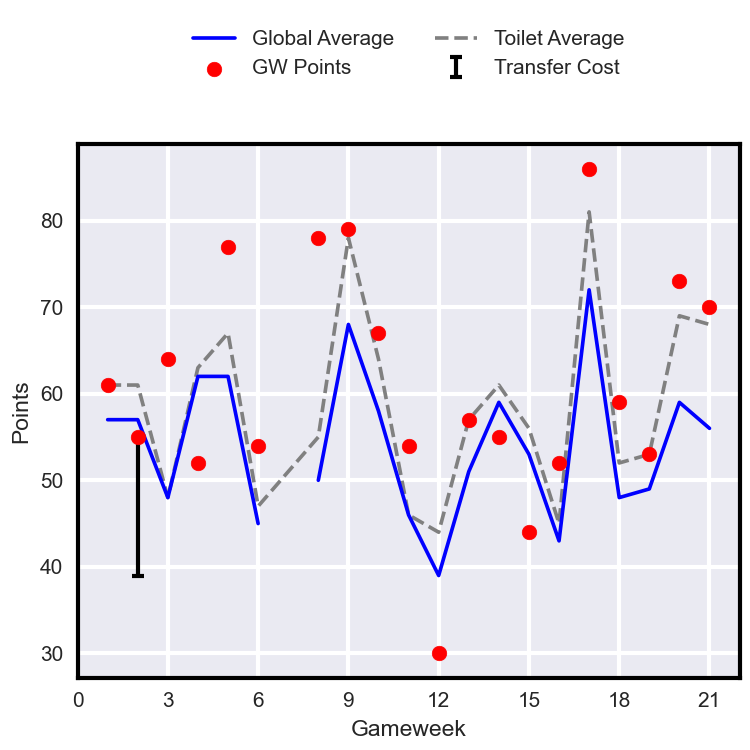 Global Average
GW Points
Toilet Average
Transfer Cost
80
70
60
50
40
30
Points
0 3 6 9 12 15 18 21
Gameweek